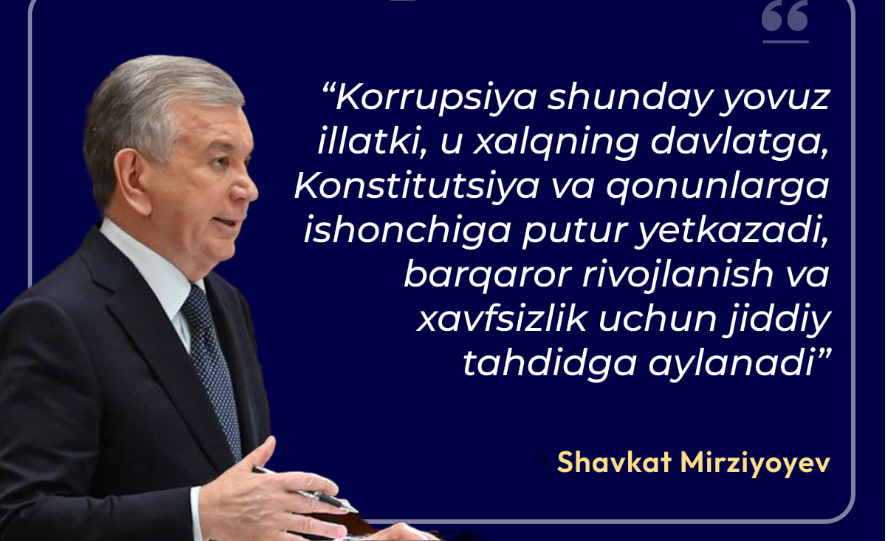 “Korrupsiya shunday yovuz
illatki, u xalqning davlatga,
Konstitutsiya va qonunlarga
ishonchiga putur yetkazadi,
barqaror rivojlanish va
xavfsizlik uchun jiddiy
tahdidga aylanadi”
Shavkat Mirziyoyev